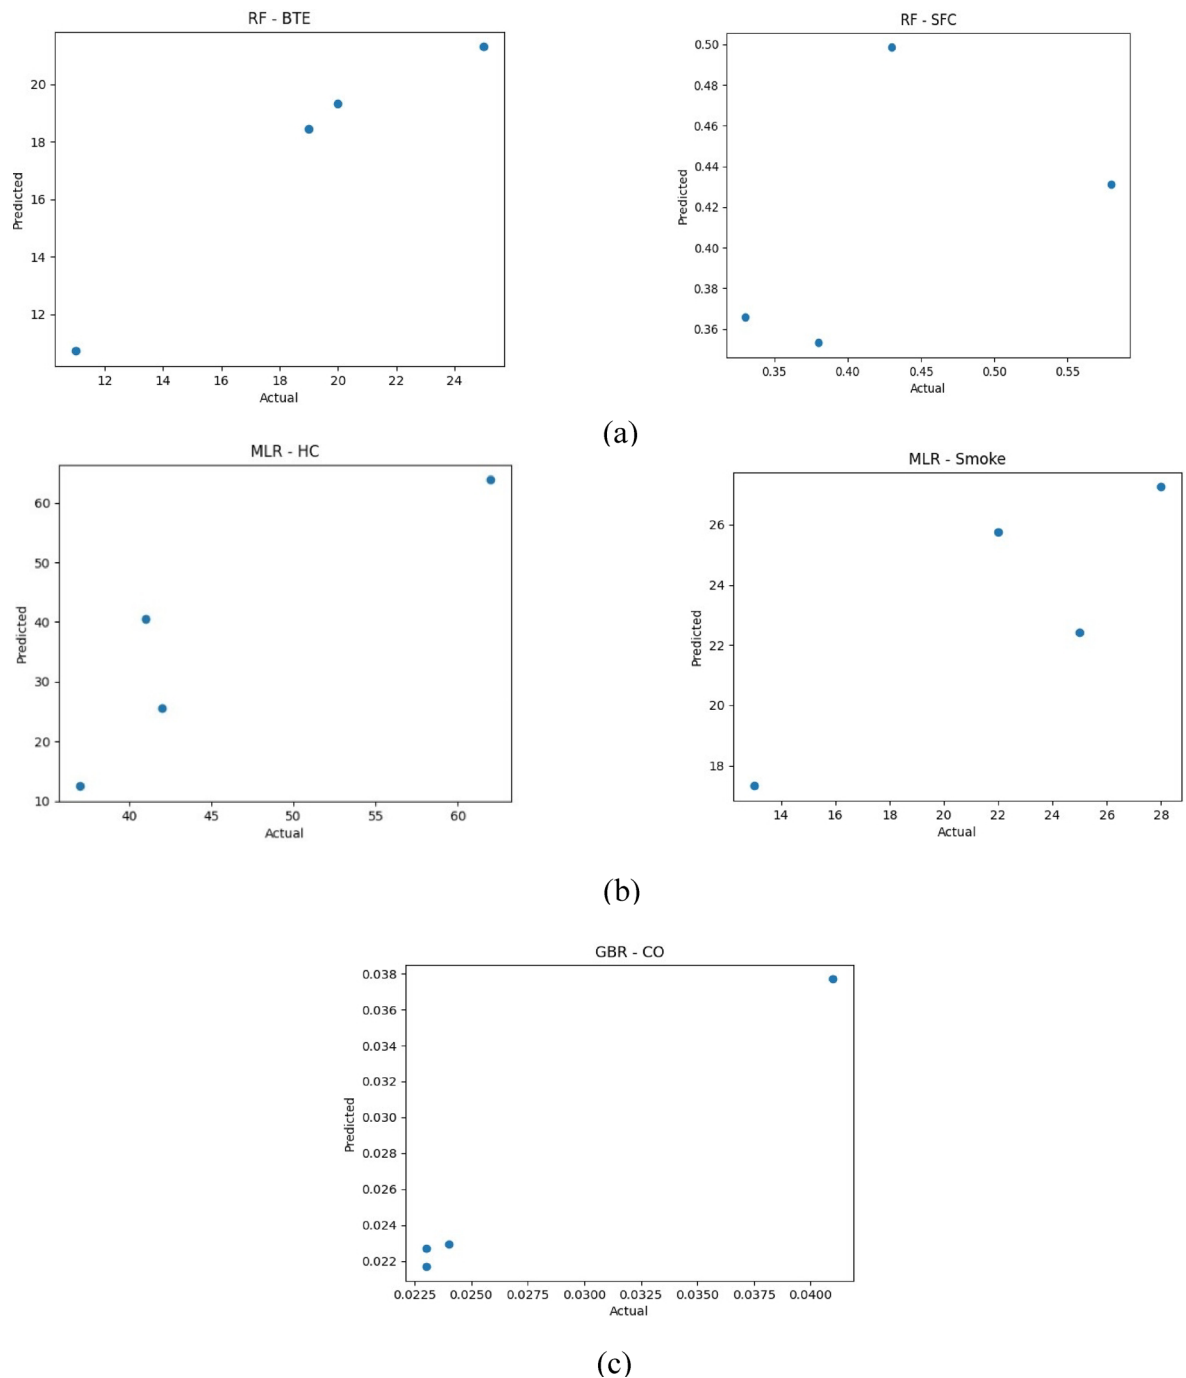 RF - BTE
20
18
16
14
12
Predicted
12 14 16 18 20 22 24
Actual
RF - SFC
0.50
0.48
0.46
0.44
0.42
0.40
0.38
0.36
Predicted
0.35 0.40 0.45 0.50 0.55
Actual
(a)
MLR - HC
60
50
40
30
20
10
Predicted
40 45 50 55 60
Actual
MLR - Smoke
26
24
22
20
18
Predicted
14 16 18 20 22 24 26 28
Actual
(b)
GBR - CO
0.038
0.036
0.034
0.032
0.030
0.028
0.026
0.024
0.022
Predicted
0.0225 0.0250 0.0275 0.0300 0.0325 0.0350 0.0375 0.0400
Actual
(c)